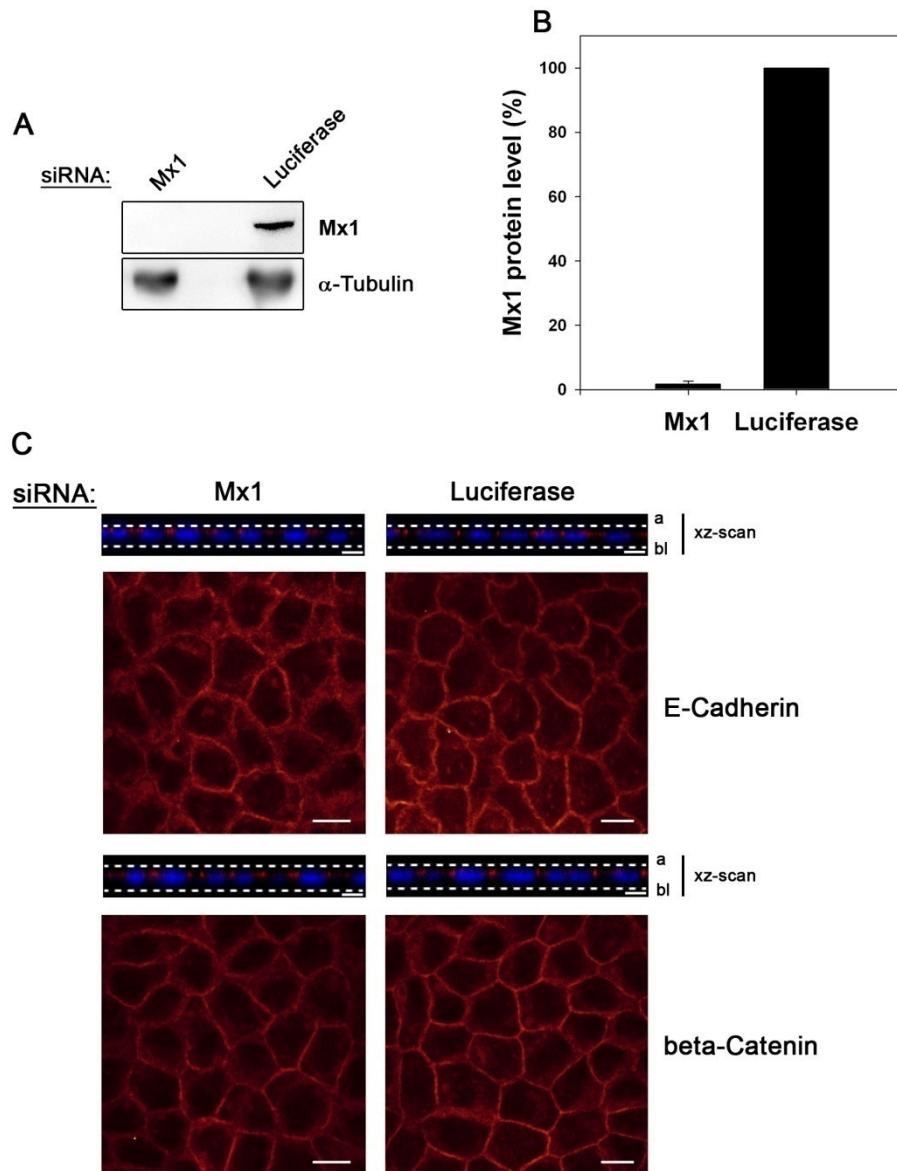 A
siRNA: Mx1 Luciferase
Mx1
α-Tubulin
B
Mx1 protein level (%)
100
80
60
40
20
0
Mx1 Luciferase
C
siRNA: Mx1 Luciferase
a
bl
xz-scan
E-Cadherin
a
bl
xz-scan
beta-Catenin